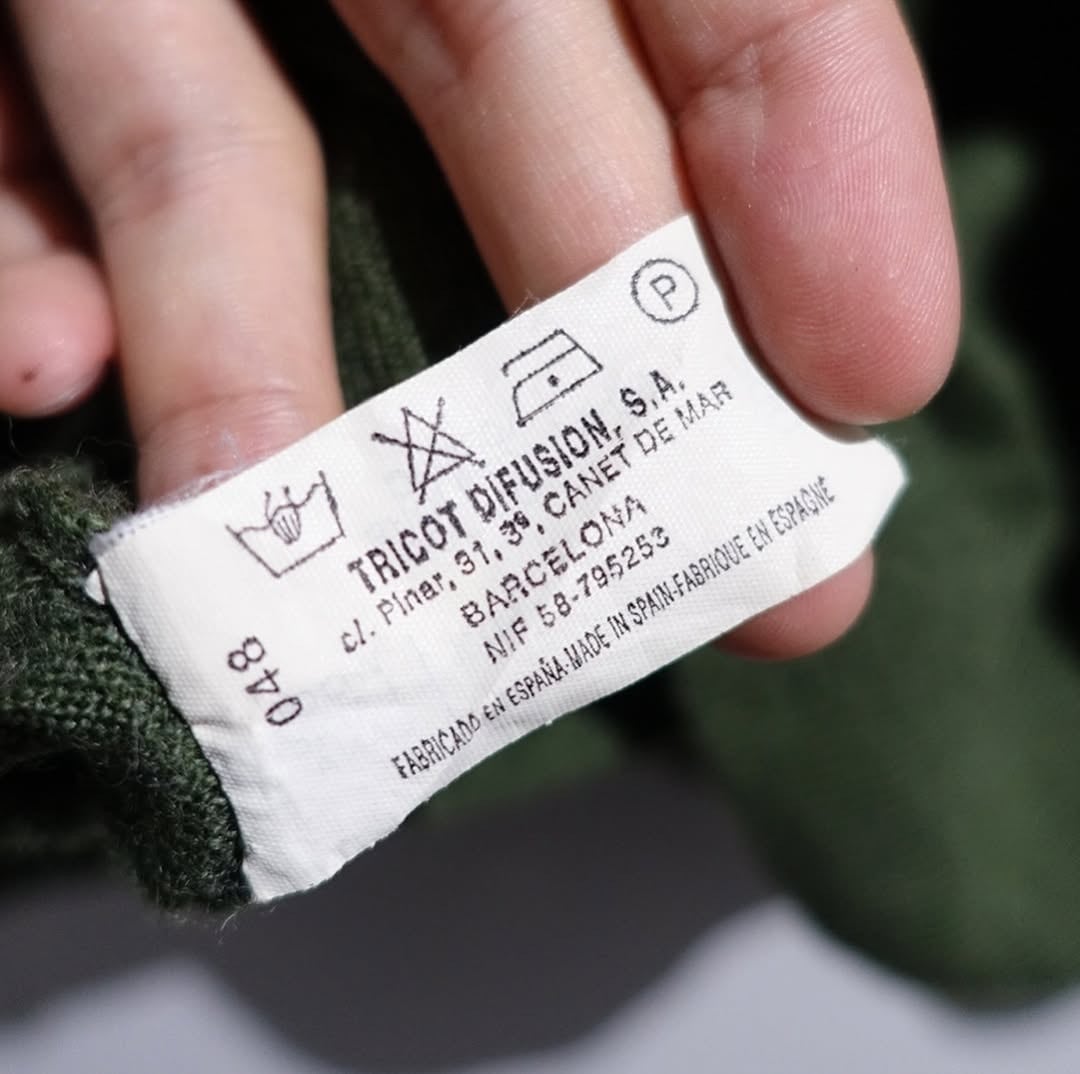 P
TRICOT DIFUSION, S.A.
cl. Pinar, 31, 3º, CANET DE MAR
BARCELONA
NIF 58-795253
FABRICADO EN ESPAÑA-MADE IN SPAIN-FABRIQUE EN ESPAGNE
048